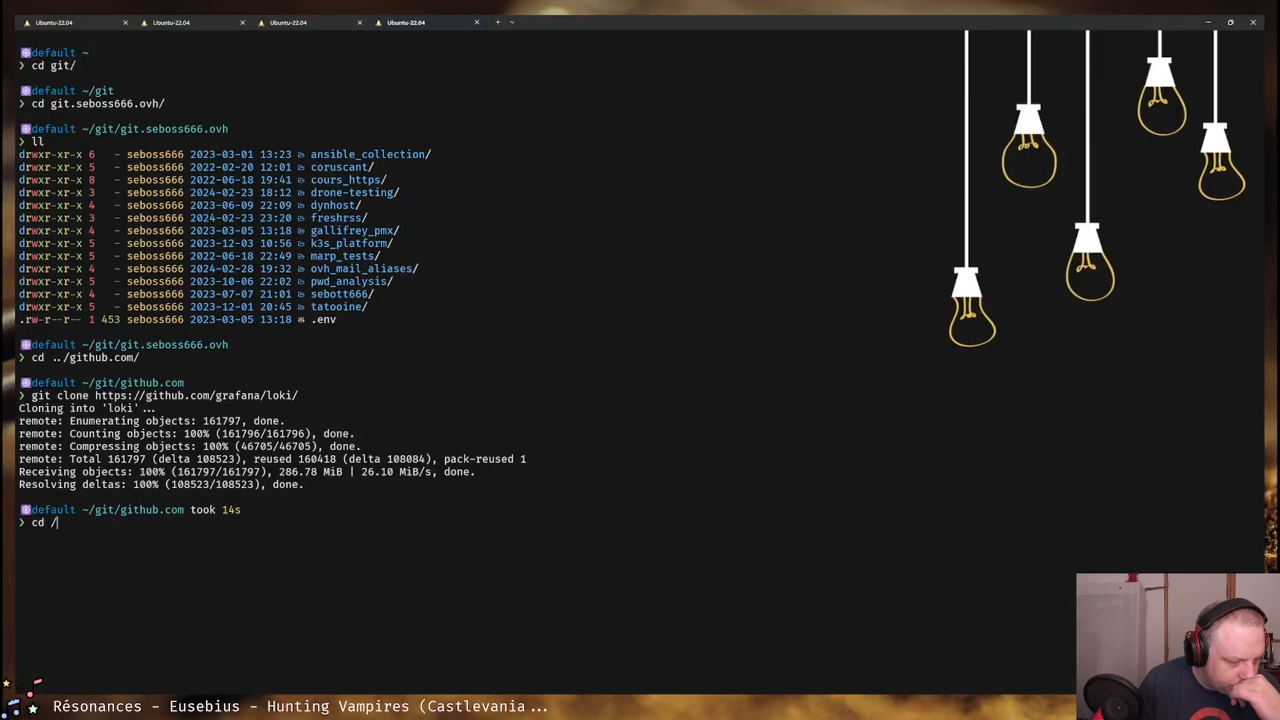 Ubuntu-22.04 Ubuntu-22.04 Ubuntu-22.04 Ubuntu-22.04
default ~
❯ cd git/
default ~/git
❯ cd git.seboss666.ovh/
default ~/git/git.seboss666.ovh
❯ ll
drwxr-xr-x 6 - seboss666 2023-03-01 13:23 ansible_collection/
drwxr-xr-x 5 - seboss666 2022-02-20 12:01 coruscant/
drwxr-xr-x 8 - seboss666 2022-06-18 19:41 cours_https/
drwxr-xr-x 3 - seboss666 2024-02-23 18:12 drone-testing/
drwxr-xr-x 4 - seboss666 2023-06-09 22:09 dynhost/
drwxr-xr-x 3 - seboss666 2024-02-23 23:20 freshrss/
drwxr-xr-x 4 - seboss666 2023-03-05 13:18 gallifrey_pmx/
drwxr-xr-x 5 - seboss666 2023-12-03 10:56 k3s_platform/
drwxr-xr-x 5 - seboss666 2022-06-18 22:49 marp_tests/
drwxr-xr-x 4 - seboss666 2024-02-28 19:32 ovh_mail_aliases/
drwxr-xr-x 5 - seboss666 2023-10-06 22:02 pwd_analysis/
drwxr-xr-x 4 - seboss666 2023-07-07 21:01 sebott666/
drwxr-xr-x 5 - seboss666 2023-12-01 20:45 tatooine/
.rw-r--r-- 1 453 seboss666 2023-03-05 13:18 .env
default ~/git/git.seboss666.ovh
❯ cd ../github.com/
default ~/git/github.com
❯ git clone https://github.com/grafana/loki/
Cloning into 'loki'...
remote: Enumerating objects: 161797, done.
remote: Counting objects: 100% (161796/161796), done.
remote: Compressing objects: 100% (46705/46705), done.
remote: Total 161797 (delta 108523), reused 160418 (delta 108084), pack-reused 1
Receiving objects: 100% (161797/161797), 286.78 MiB | 26.10 MiB/s, done.
Resolving deltas: 100% (108523/108523), done.
default ~/git/github.com took 14s
❯ cd /
Résonances - Eusebius - Hunting Vampires (Castlevania ...